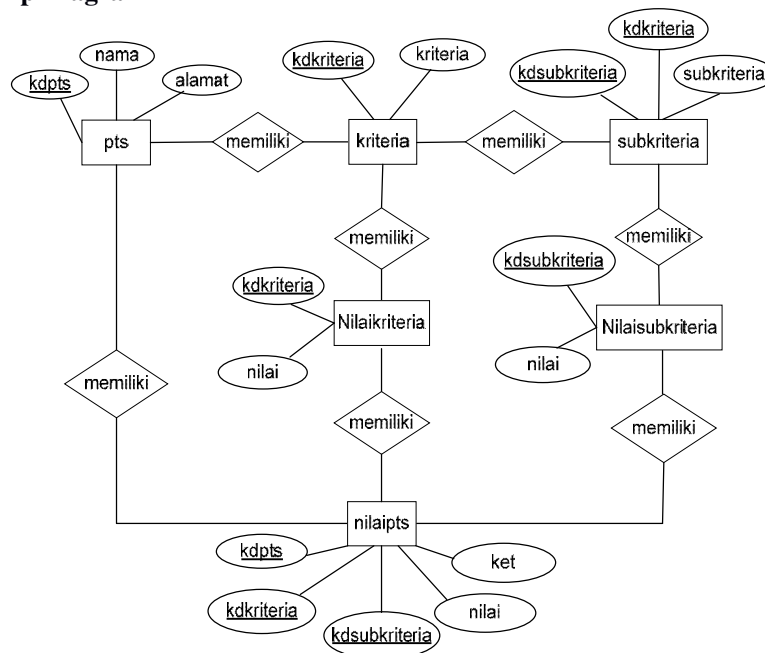 nama
kdpts
alamat
pts
memiliki
kdkriteria
kriteria
kriteria
memiliki
kdkriteria
kdsubkriteria
subkriteria
subkriteria
memiliki
memiliki
kdkriteria
Nilaikriteria
nilai
kdsubkriteria
Nilaisubkriteria
nilai
memiliki
memiliki
memiliki
nilaipts
kdpts
kdkriteria
kdsubkriteria
nilai
ket